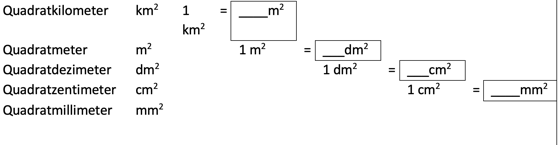 Quadratkilometer km² 1 = ____m²
km²
Quadratmeter m² 1 m² = ___dm²
Quadratdezimeter dm² 1 dm² = ___cm²
Quadratzentimeter cm² 1 cm² = ____mm²
Quadratmillimeter mm²